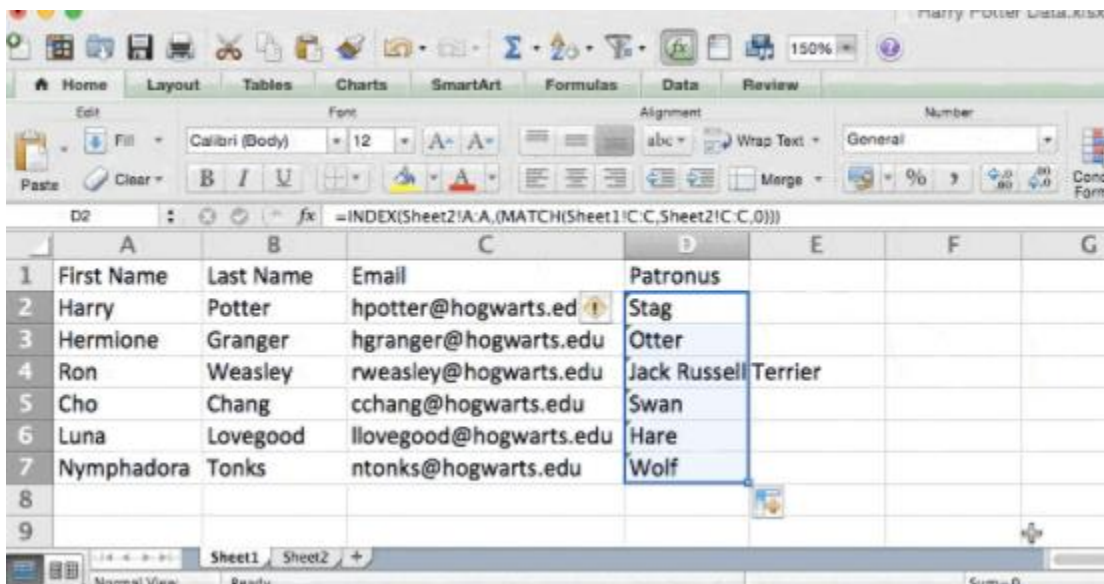 Harry Potter Data.xlsx
150%
Home Layout Tables Charts SmartArt Formulas Data Review
Edit Font Alignment Number
Fill Calibri (Body) 12 A A abc Wrap Text General
Paste Clear B I U A Merge % Cond
Form
D2 fx =INDEX(Sheet2!A:A,(MATCH(Sheet1!C:C,Sheet2!C:C,0)))
A B C D E F G
1 First Name Last Name Email Patronus
2 Harry Potter hpotter@hogwarts.ed Stag
3 Hermione Granger hgranger@hogwarts.edu Otter
4 Ron Weasley rweasley@hogwarts.edu Jack Russell Terrier
5 Cho Chang cchang@hogwarts.edu Swan
6 Luna Lovegood llovegood@hogwarts.edu Hare
7 Nymphadora Tonks ntonks@hogwarts.edu Wolf
8
9
Sheet1 Sheet2 +
Normal View Ready Sum=0